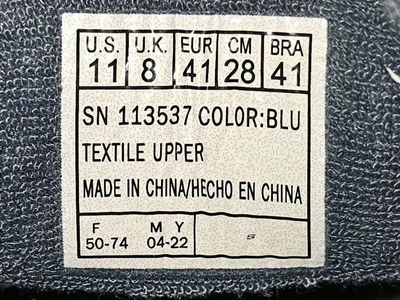 U.S. U.K. EUR CM BRA
11 8 41 28 41
SN 113537 COLOR:BLU
TEXTILE UPPER
MADE IN CHINA/HECHO EN CHINA
F M Y
50-74 04-22 5